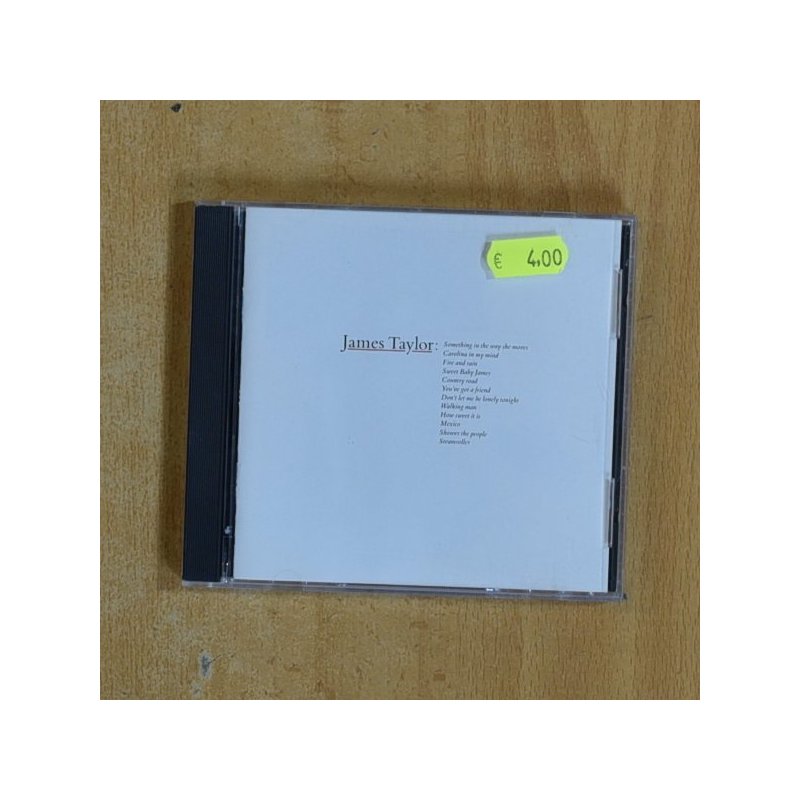 € 4,00
James Taylor:
Something in the way she moves
Carolina in my mind
Fire and rain
Sweet Baby James
Country road
You've got a friend
Don't let me be lonely tonight
Walking man
How sweet it is
Mexico
Shower the people
Steamroller